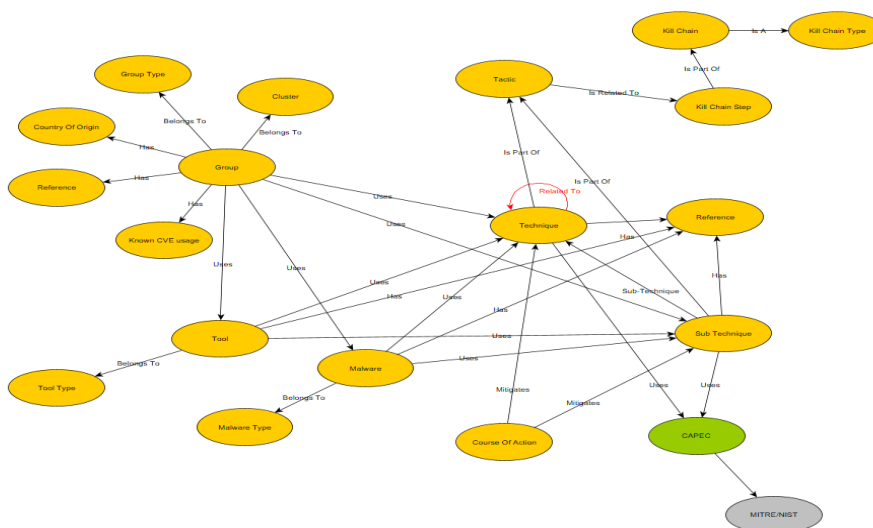 Kill Chain
Is A
Kill Chain Type
Is Part Of
Group Type
Tactic
Cluster
Is Related To
Kill Chain Step
Belongs To
Country Of Origin
Belongs To
Has
Is Part Of
Group
Has
Is Part Of
Reference
Uses
Related To
Has
Reference
Uses
Technique
Known CVE usage
Has
Uses
Uses
Uses
Has
Sub-Technique
Has
Uses
Has
Tool
Uses
Sub Technique
Uses
Belongs To
Malware
Tool Type
Mitigates
Uses
Uses
Belongs To
Mitigates
Malware Type
Course Of Action
CAPEC
MITRE/NIST